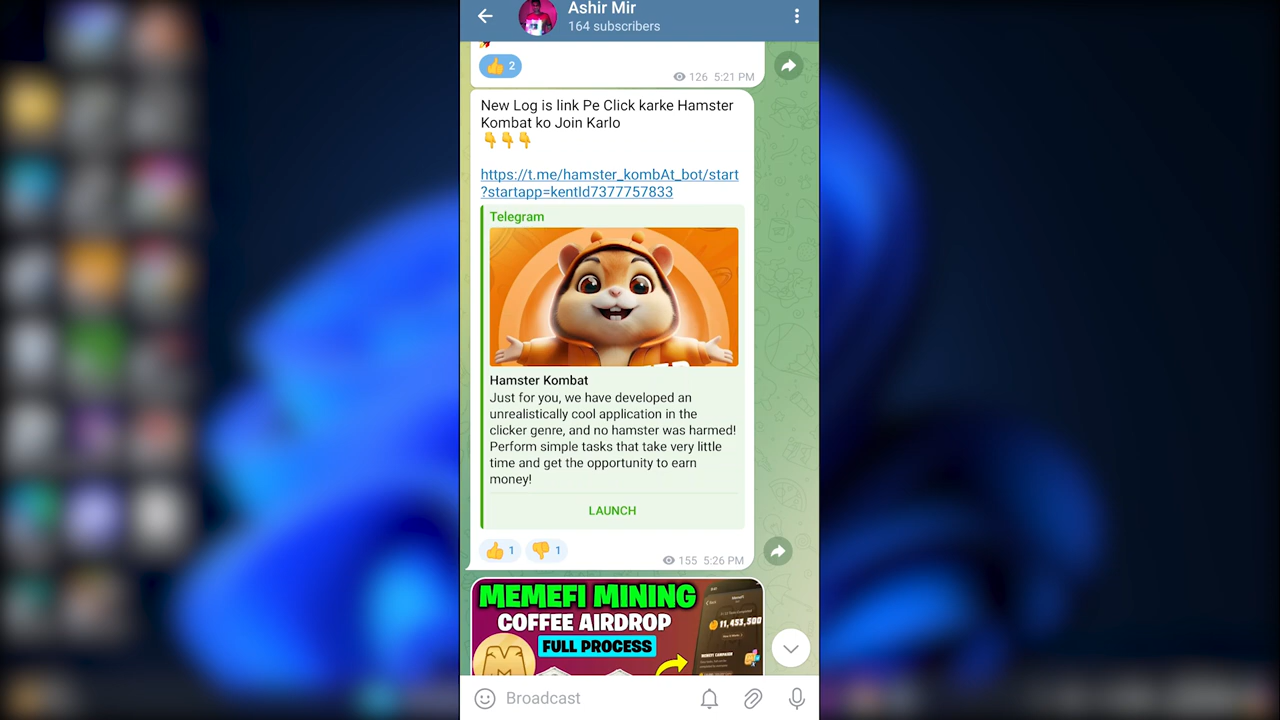 Ashir Mir
164 subscribers
👍 2
126 5:21 PM
New Log is link Pe Click karke Hamster
Kombat ko Join Karlo
👇👇👇
https://t.me/hamster_kombAt_bot/start
?startapp=kentId7377757833
Telegram
Hamster Kombat
Just for you, we have developed an
unrealistically cool application in the
clicker genre, and no hamster was harmed!
Perform simple tasks that take very little
time and get the opportunity to earn
money!
LAUNCH
👍 1 👎 1
155 5:26 PM
MEMEFI MINING
COFFEE AIRDROP
FULL PROCESS
11,453,500
Broadcast